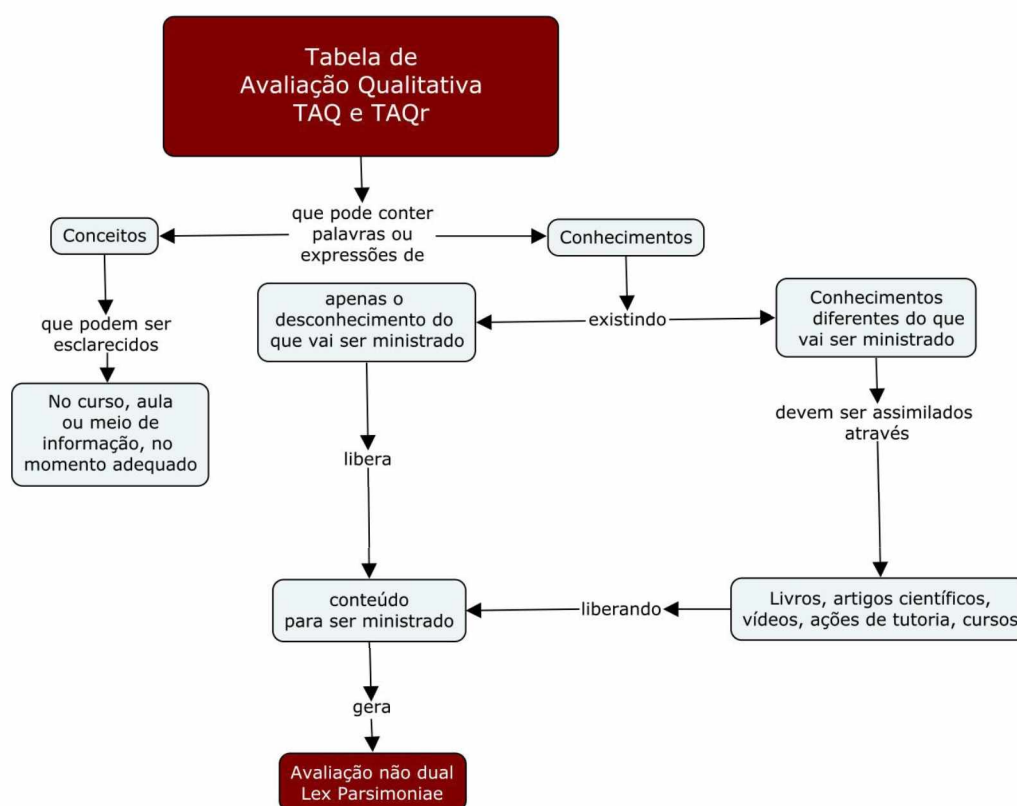 Tabela de
Avaliação Qualitativa
TAQ e TAQr
que pode conter
palavras ou
expressões de
Conceitos
Conhecimentos
que podem ser
esclarecidos
No curso, aula
ou meio de
informação, no
momento adequado
existindo
apenas o
desconhecimento do
que vai ser ministrado
Conhecimentos
diferentes do que
vai ser ministrado
libera
devem ser assimilados
através
Livros, artigos científicos,
vídeos, ações de tutoria, cursos
liberando
conteúdo
para ser ministrado
gera
Avaliação não dual
Lex Parsimoniae